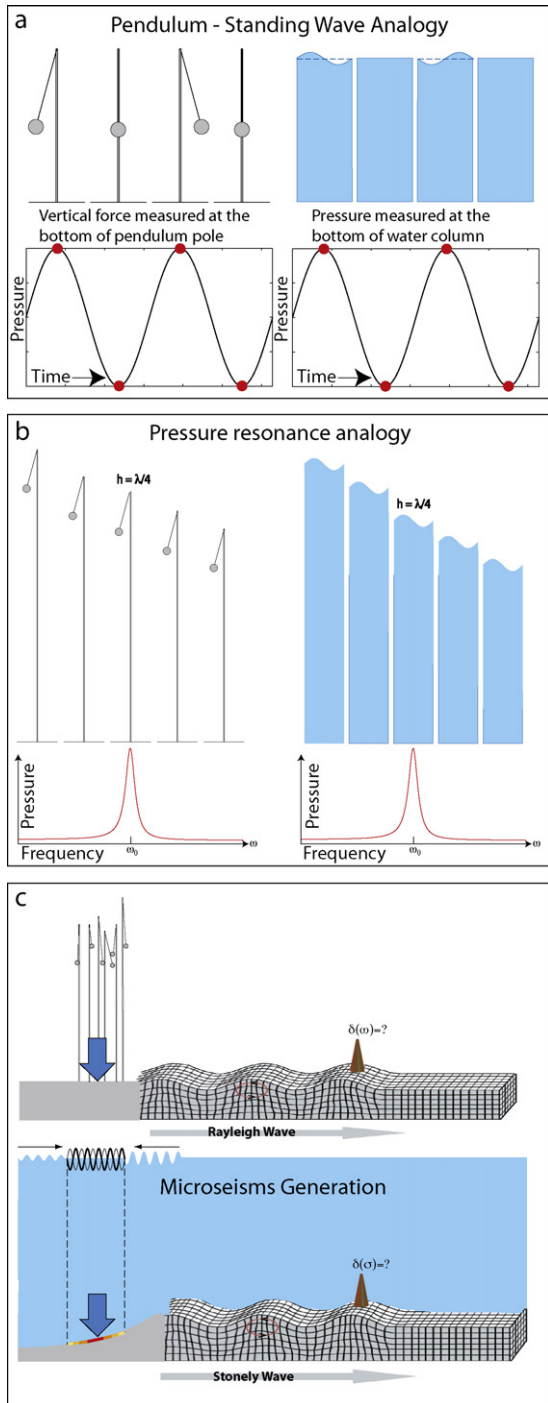 a
Pendulum - Standing Wave Analogy
Vertical force measured at the
bottom of pendulum pole
Pressure measured at the
bottom of water column
Pressure
Time
Pressure
Time
b
Pressure resonance analogy
h = λ/4
h = λ/4
Pressure
Frequency
ω₀
ω
Pressure
Frequency
ω₀
ω
c
δ(ω)=?
Rayleigh Wave
Microseisms Generation
δ(σ)=?
Stonely Wave